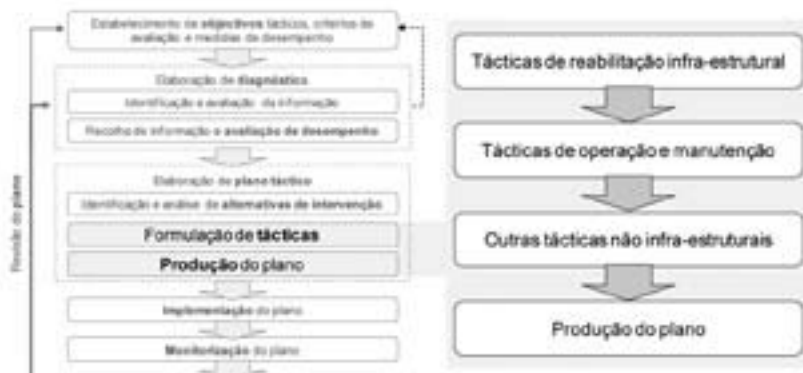 Estabelecimento de objectivos tácticos, critérios de
avaliação e medidas de desempenho
Elaboração de diagnóstico
Identificação e avaliação da informação
Recolha de informação e avaliação de desempenho
Elaboração de plano táctico
Identificação e análise de alternativas de intervenção
Formulação de tácticas
Produção do plano
Implementação do plano
Monitorização do plano
Revisão do plano
Tácticas de reabilitação infra-estrutural
Tácticas de operação e manutenção
Outras tácticas não infra-estruturais
Produção do plano